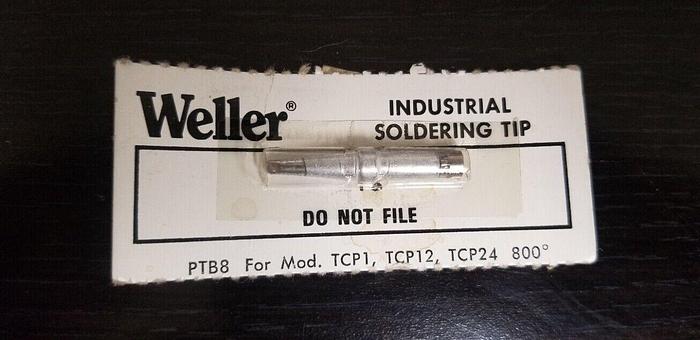 Weller®
INDUSTRIAL
SOLDERING TIP
DO NOT FILE
PTB8 For Mod. TCP1, TCP12, TCP24 800°